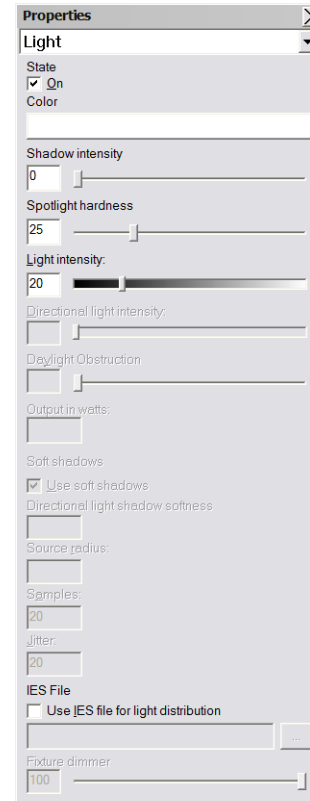 Properties
Light
State
On
Color
Shadow intensity
0
Spotlight hardness
25
Light intensity:
20
Directional light intensity:
Daylight Obstruction
Output in watts:
Soft shadows
Use soft shadows
Directional light shadow softness
Source radius:
Samples:
20
Jitter:
20
IES File
Use IES file for light distribution
...
Fixture dimmer
100